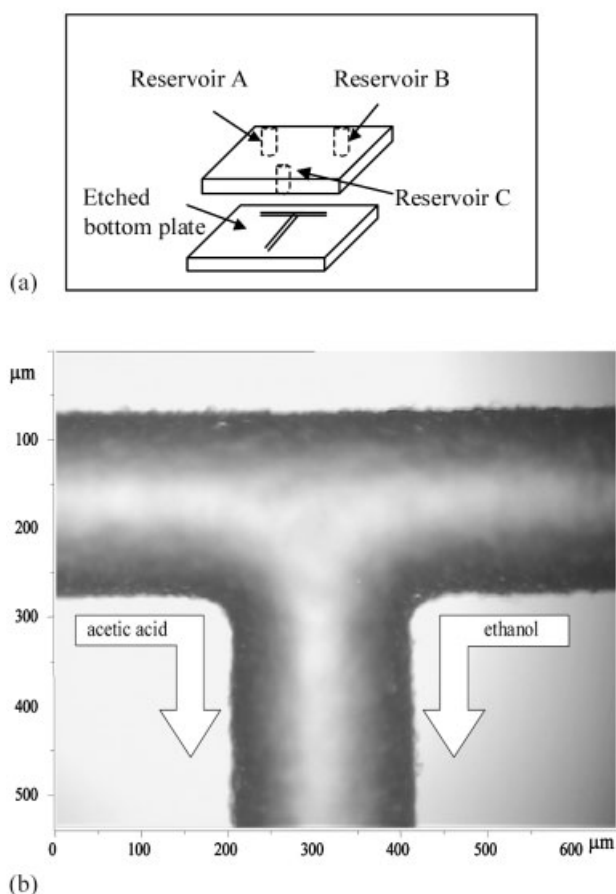 Reservoir A
Reservoir B
Etched
bottom plate
Reservoir C
(a)
μm
100
200
300
acetic acid
ethanol
400
500
0 100 200 300 400 500 600 μm
(b)